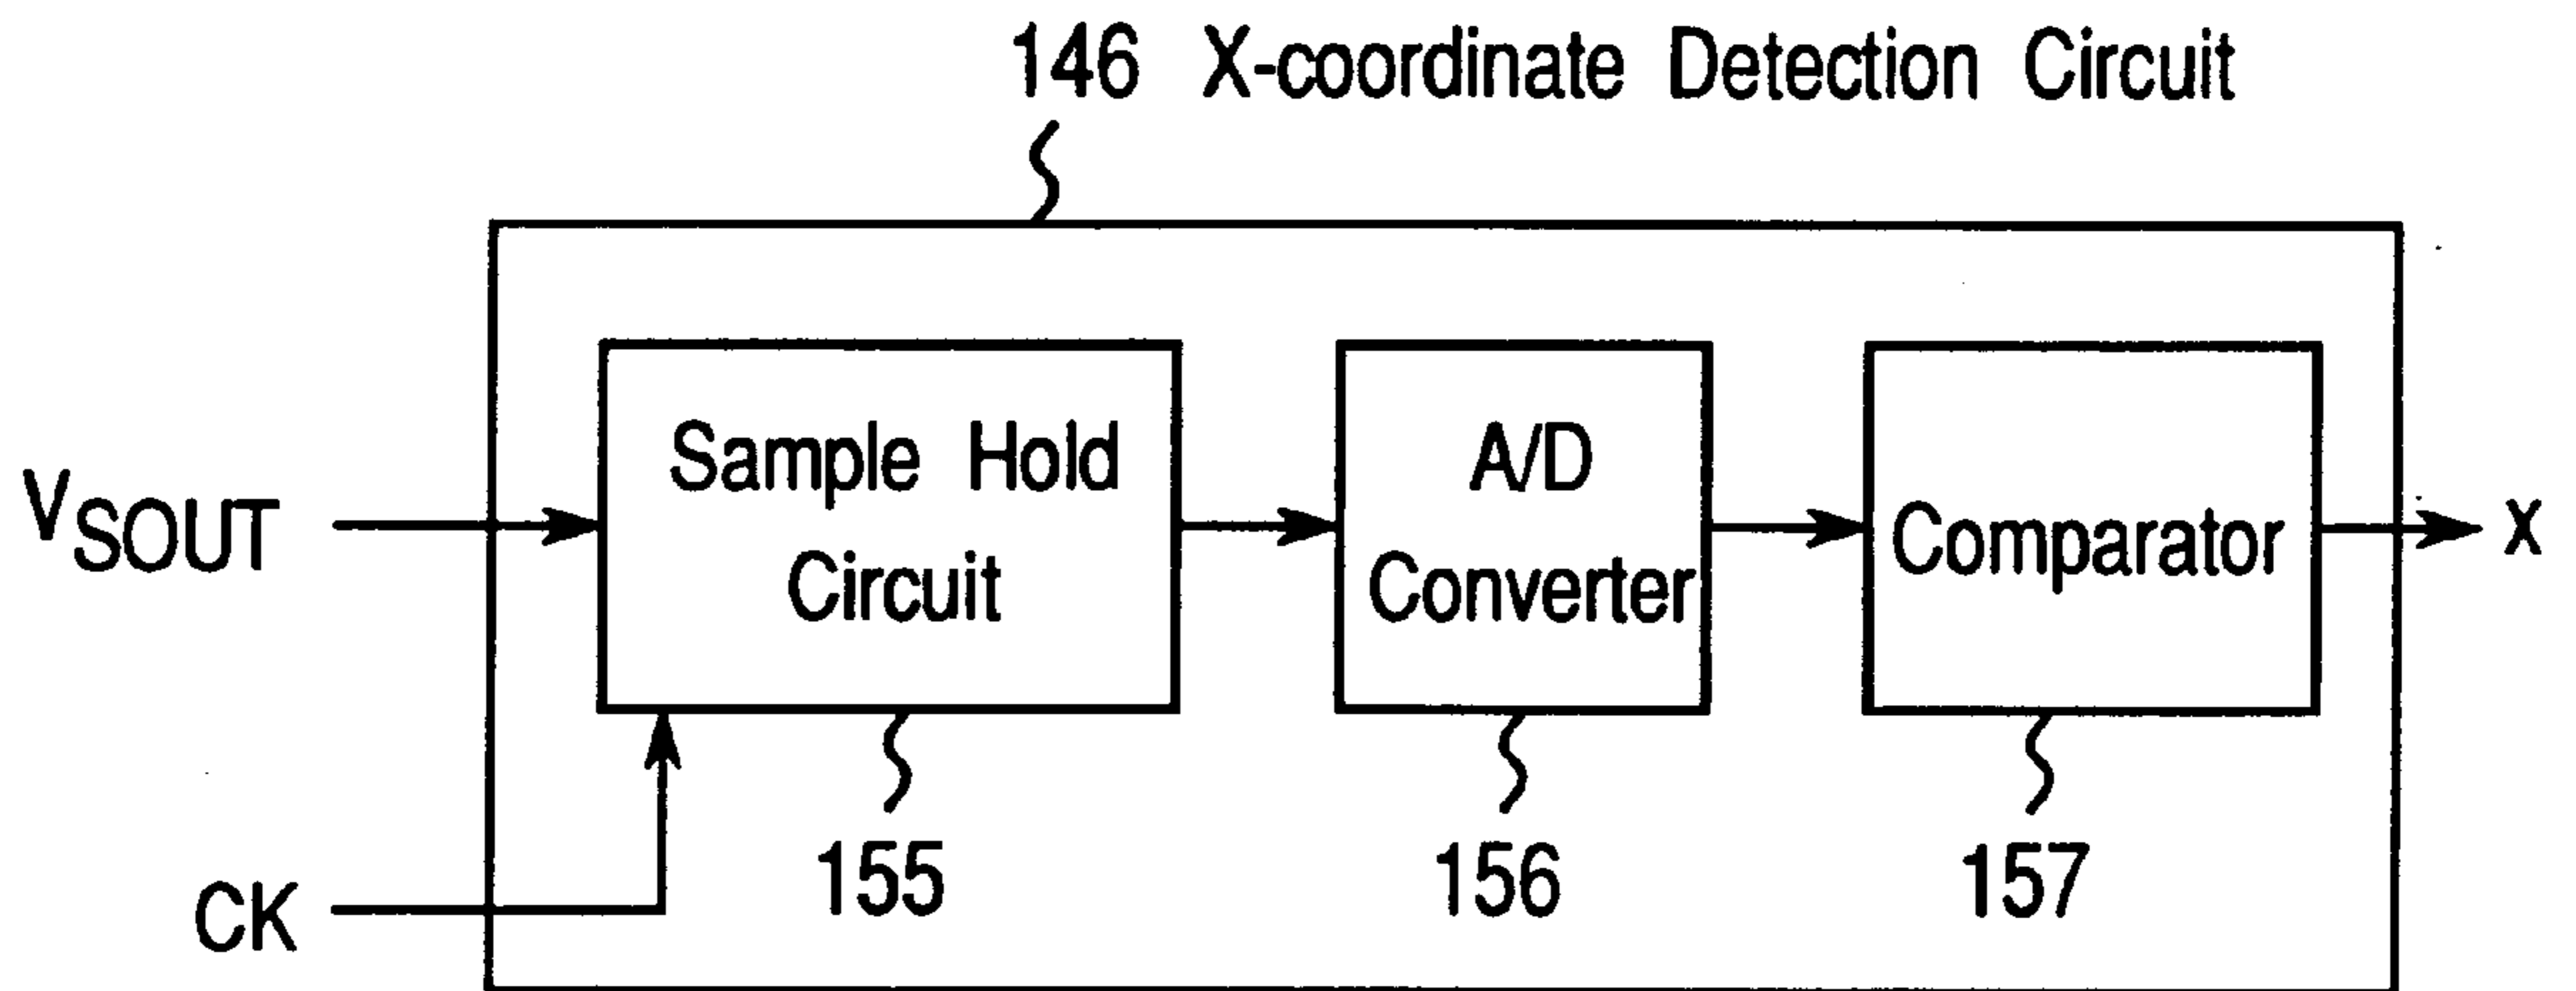 146 X-coordinate Detection Circuit
Sample Hold
Circuit
A/D
Converter
Comparator
VSOUT
X
CK
155
156
157